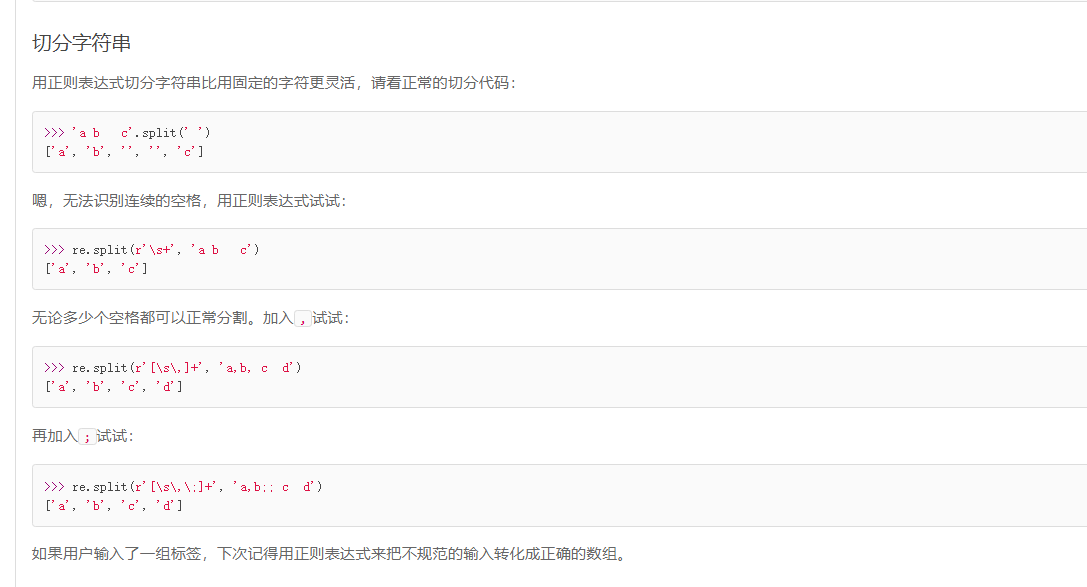 切分字符串
用正则表达式切分字符串比用固定的字符更灵活，请看正常的切分代码：
>>> 'a b   c'.split(' ')
['a', 'b', '', '', 'c']
嗯，无法识别连续的空格，用正则表达式试试：
>>> re.split(r'\s+', 'a b   c')
['a', 'b', 'c']
无论多少个空格都可以正常分割。加入,试试：
>>> re.split(r'[\s\,]+', 'a,b, c  d')
['a', 'b', 'c', 'd']
再加入;试试：
>>> re.split(r'[\s\,\;]+', 'a,b;; c  d')
['a', 'b', 'c', 'd']
如果用户输入了一组标签，下次记得用正则表达式来把不规范的输入转化成正确的数组。